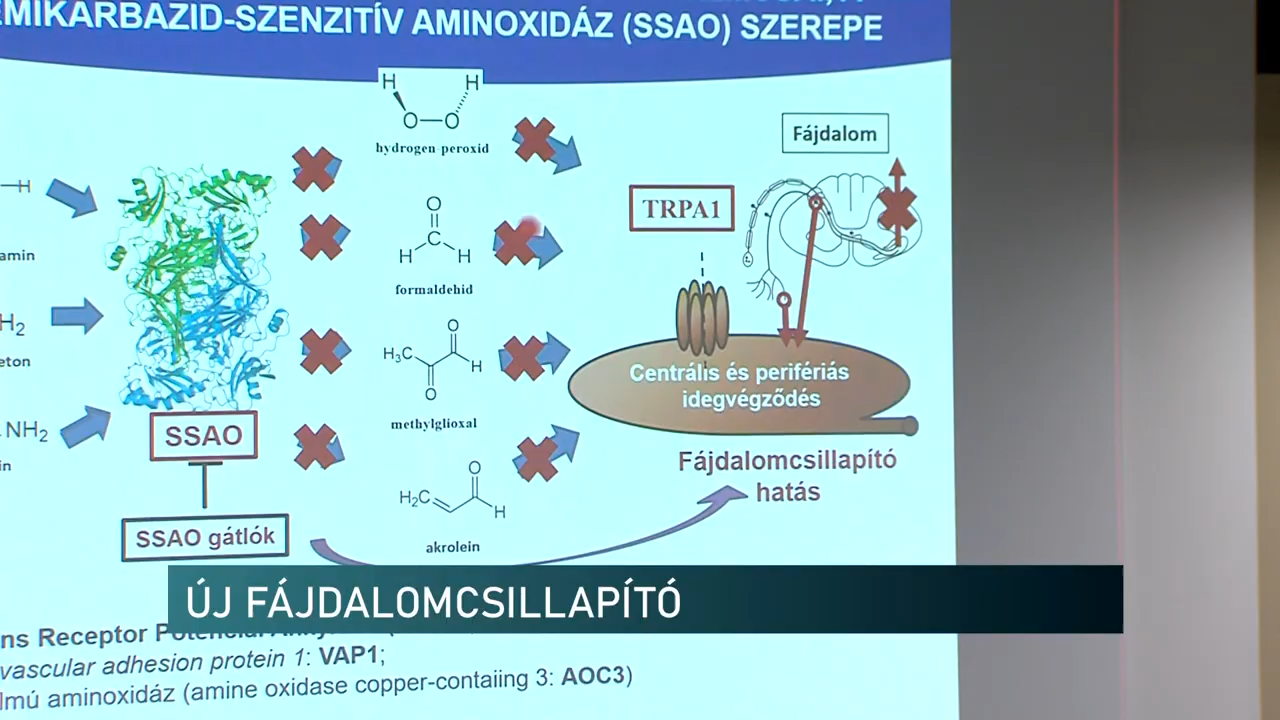 EMIKARBAZID-SZENZITÍV AMINOXIDÁZ (SSAO) SZEREPE
H H
O O
hydrogen peroxid
Fájdalom
H
TRPA1
O
C
H H
formaldehid
amin
H2
eton
O
H3C
H
O
methylglioxal
Centrális és perifériás
idegvégződés
NH2
in
SSAO
Fájdalomcsillapító
hatás
O
H2C
H
akrolein
SSAO gátlók
ÚJ FÁJDALOMCSILLAPÍTÓ
ns Receptor
vascular adhesion protein 1: VAP1;
lmú aminoxidáz (amine oxidase copper-contaiing 3: AOC3)